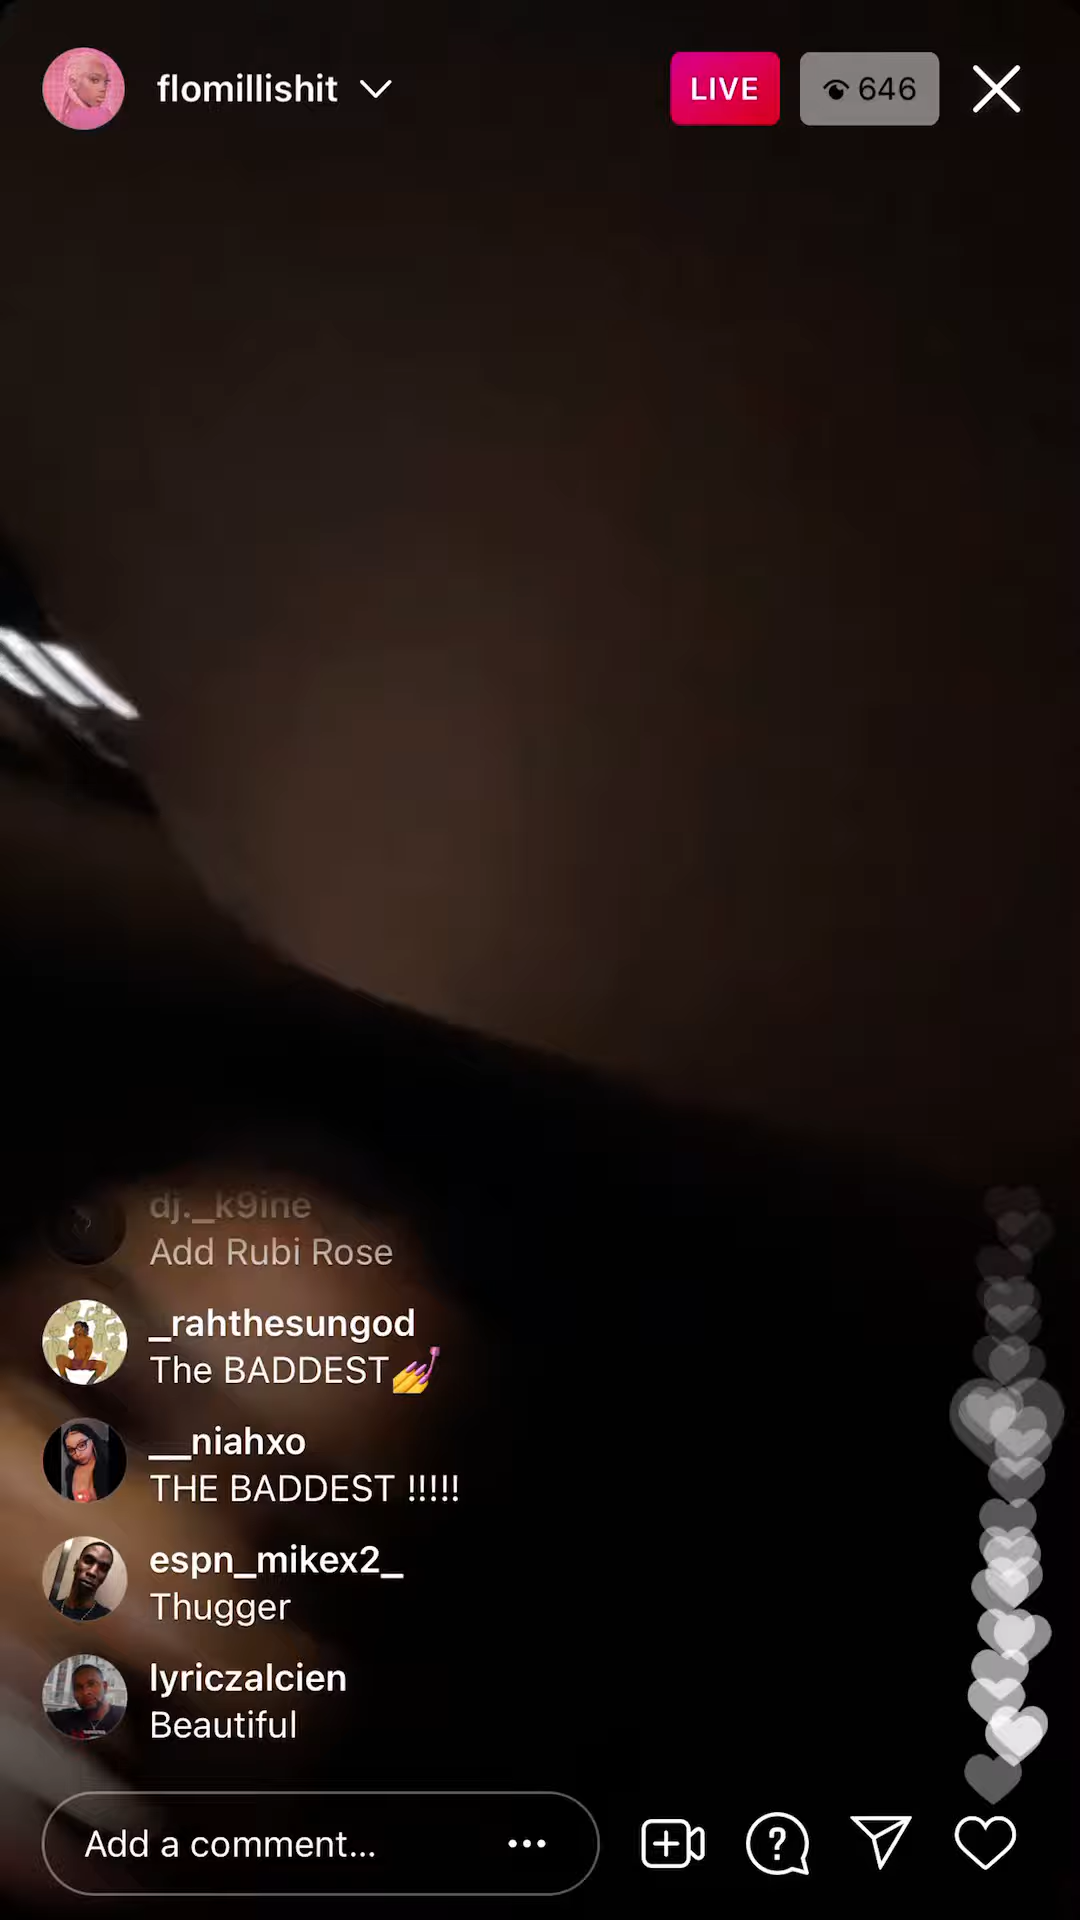 flomillishit
LIVE
646
dj._k9ine
Add Rubi Rose
_rahthesungod
The BADDEST💅
__niahxo
THE BADDEST !!!!!
espn_mikex2_
Thugger
lyriczalcien
Beautiful
Add a comment...